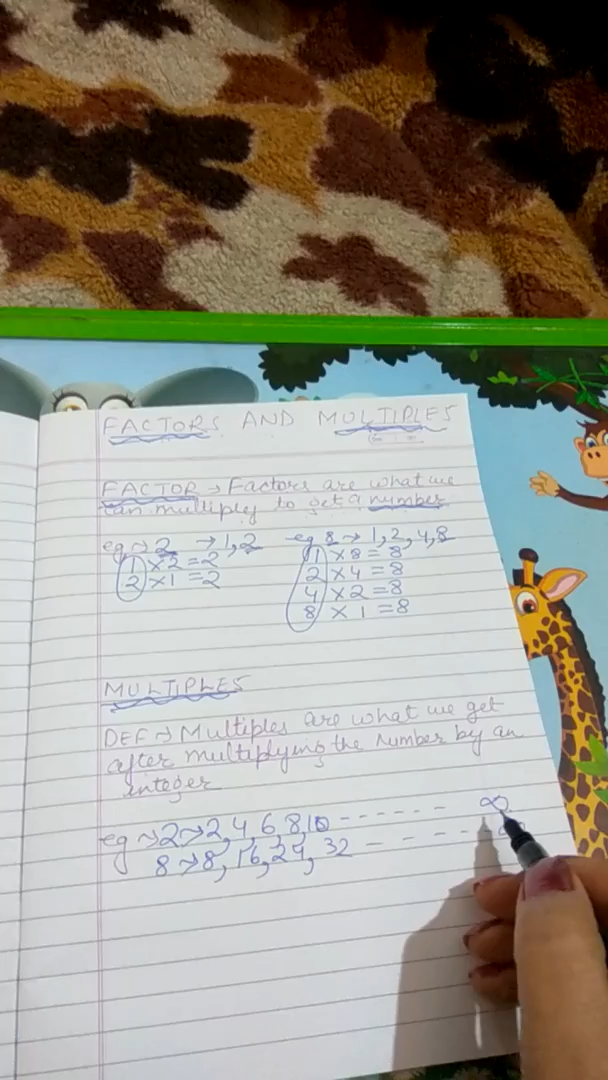 FACTORS AND MULTIPLES
FACTOR → Factors are what we
can multiply to get a number
eg → 2 → 1, 2
1 × 2 = 2
2 × 1 = 2
eg 8 → 1, 2, 4, 8
1 × 8 = 8
2 × 4 = 8
4 × 2 = 8
8 × 1 = 8
MULTIPLES
DEF → Multiples are what we get
after multiplying the number by an
integer
eg → 2 → 2, 4, 6, 8, 10 - - - - - - ∞
8 → 8, 16, 24, 32 - - - - - ∞